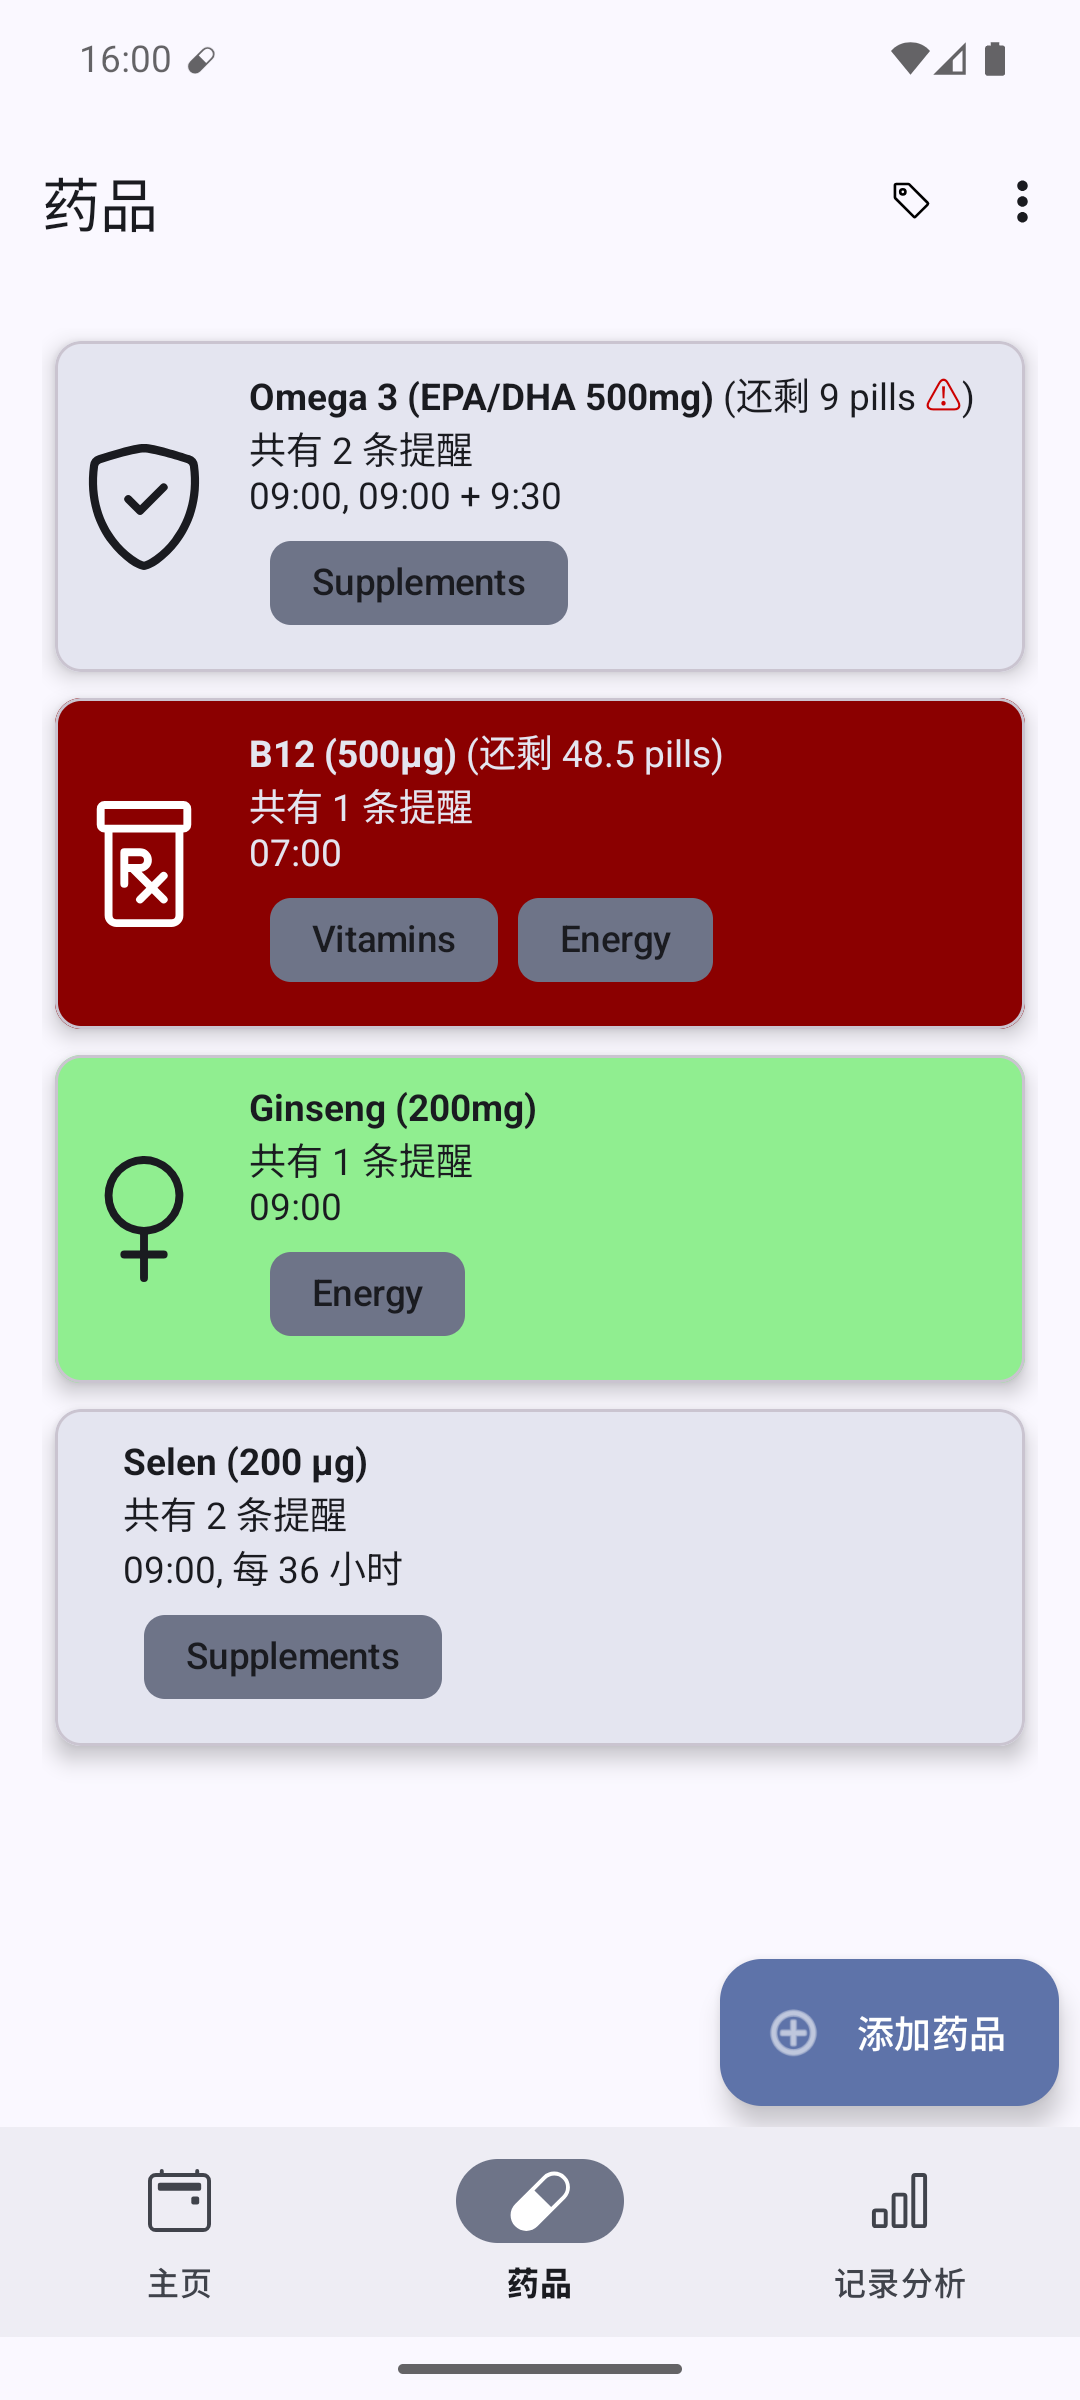 16:00
药品
Omega 3 (EPA/DHA 500mg) (还剩 9 pills ⚠)
共有 2 条提醒
09:00, 09:00 + 9:30
Supplements
B12 (500µg) (还剩 48.5 pills)
共有 1 条提醒
07:00
Vitamins Energy
Ginseng (200mg)
共有 1 条提醒
09:00
Energy
Selen (200 µg)
共有 2 条提醒
09:00, 每 36 小时
Supplements
添加药品
主页 药品 记录分析